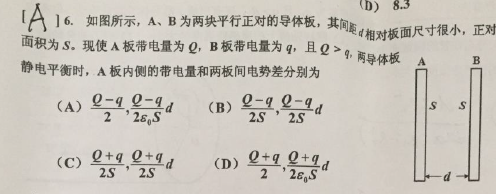 (D) 8.3
[A] 6. 如图所示，A、B 为两块平行正对的导体板，其间距d相对板面尺寸很小，正对
面积为 S。现使 A 板带电量为 Q，B 板带电量为 q，且 Q > q，两导体板
静电平衡时，A 板内侧的带电量和两板间电势差分别为
A B
(A) \frac{Q-q}{2}, \frac{Q-q}{2ε_0S}d (B) \frac{Q-q}{2S}, \frac{Q-q}{2S}d
S S
(C) \frac{Q+q}{2S}, \frac{Q+q}{2S}d (D) \frac{Q+q}{2}, \frac{Q+q}{2ε_0S}d
d